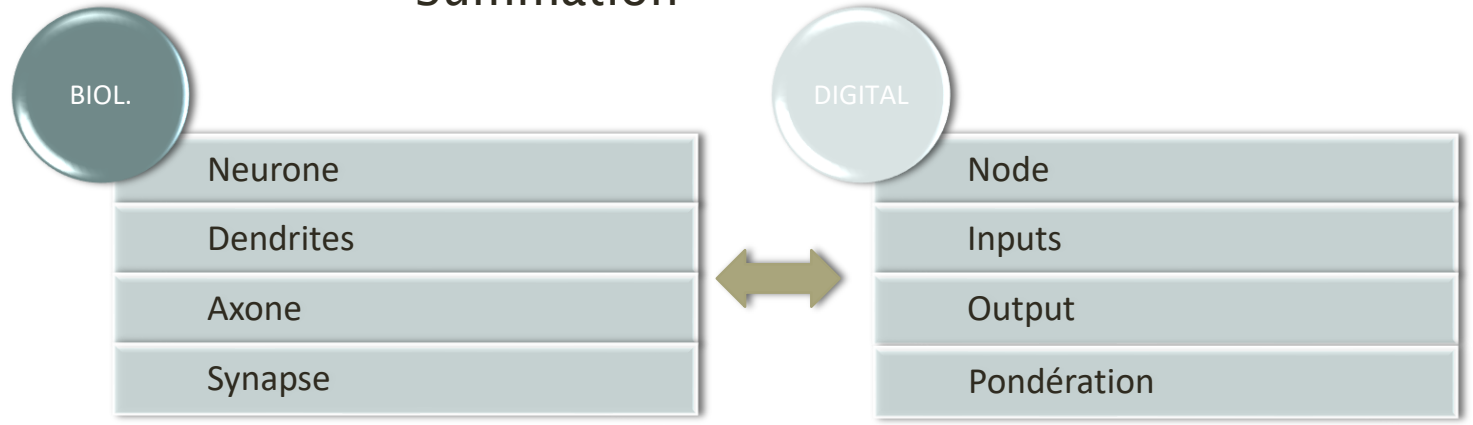 Summation
BIOL.
Neurone
Dendrites
Axone
Synapse
DIGITAL
Node
Inputs
Output
Pondération